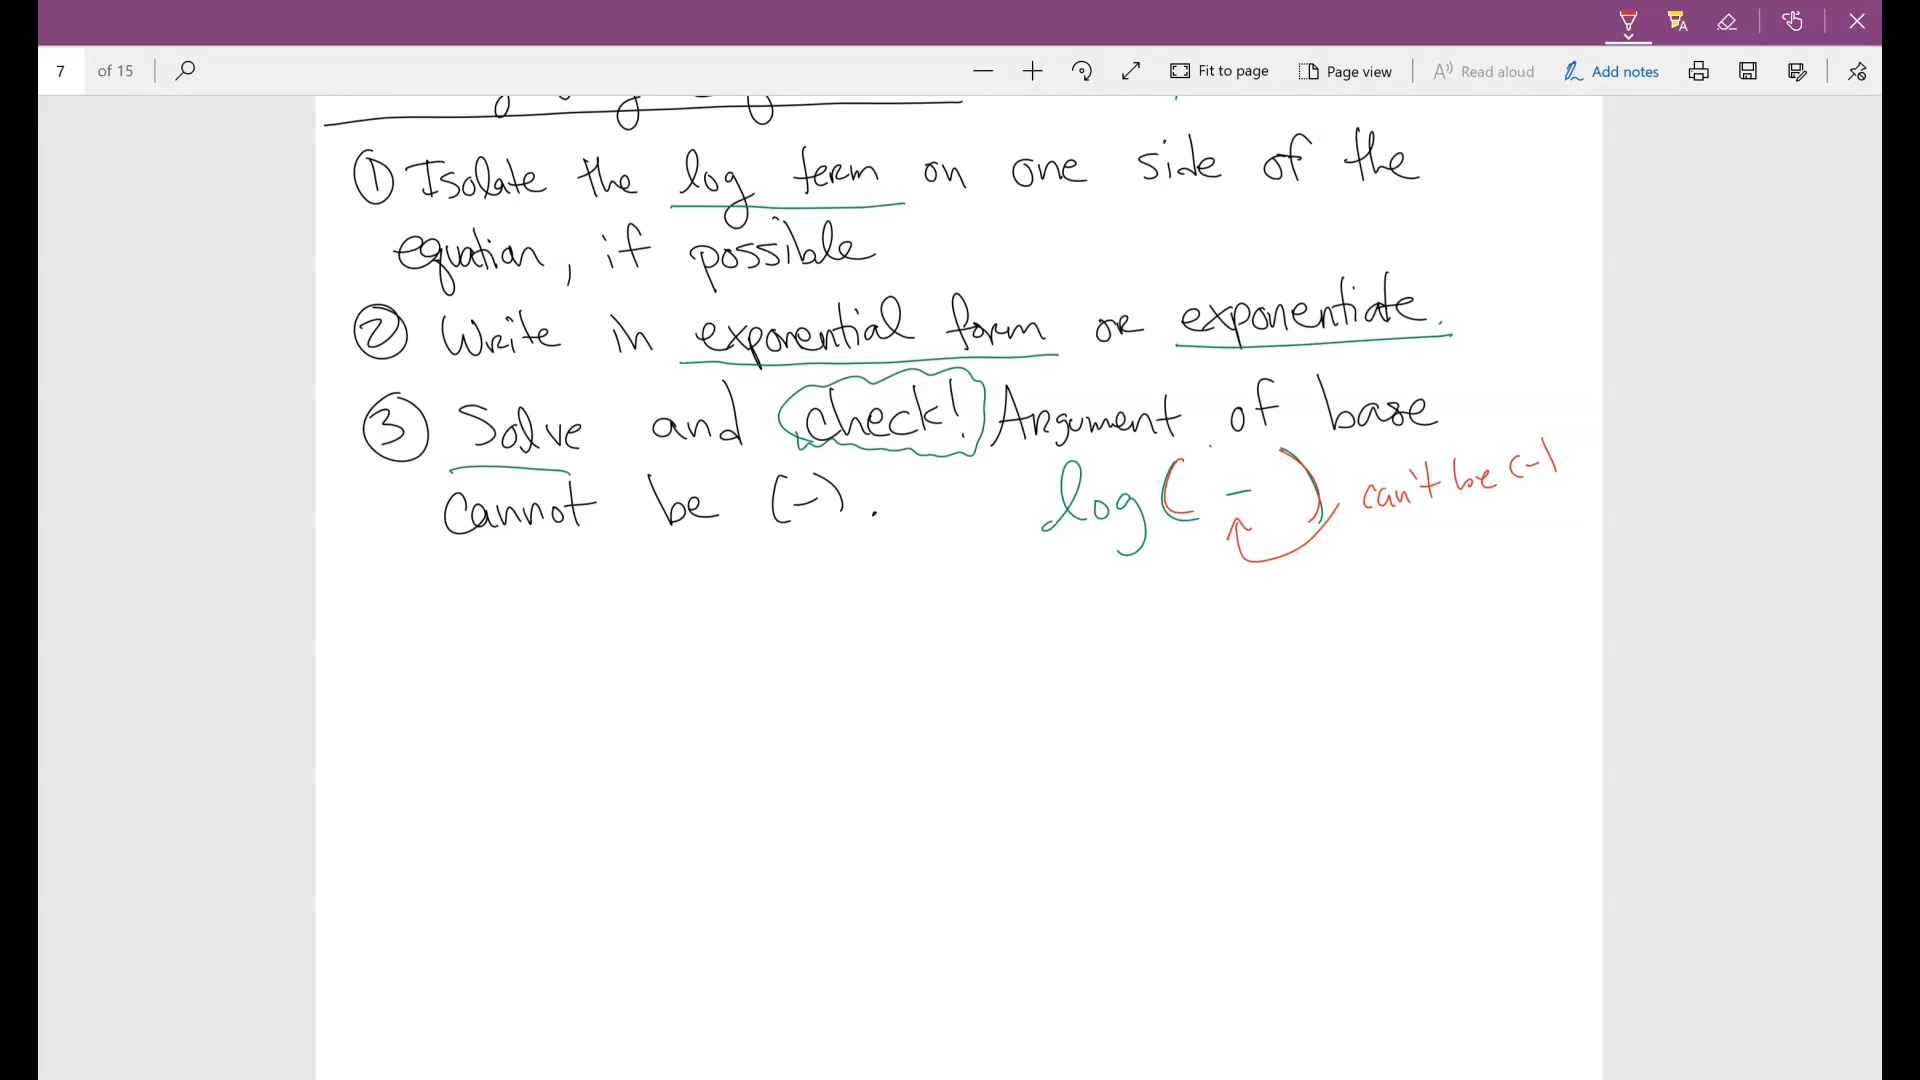 7 of 15
Fit to page
Page view
Read aloud
Add notes
① Isolate the log term on one side of the
equation, if possible
② Write in exponential form or exponentiate.
③ Solve and check! Argument of base
cannot be (-).
log( - ) can't be (-)